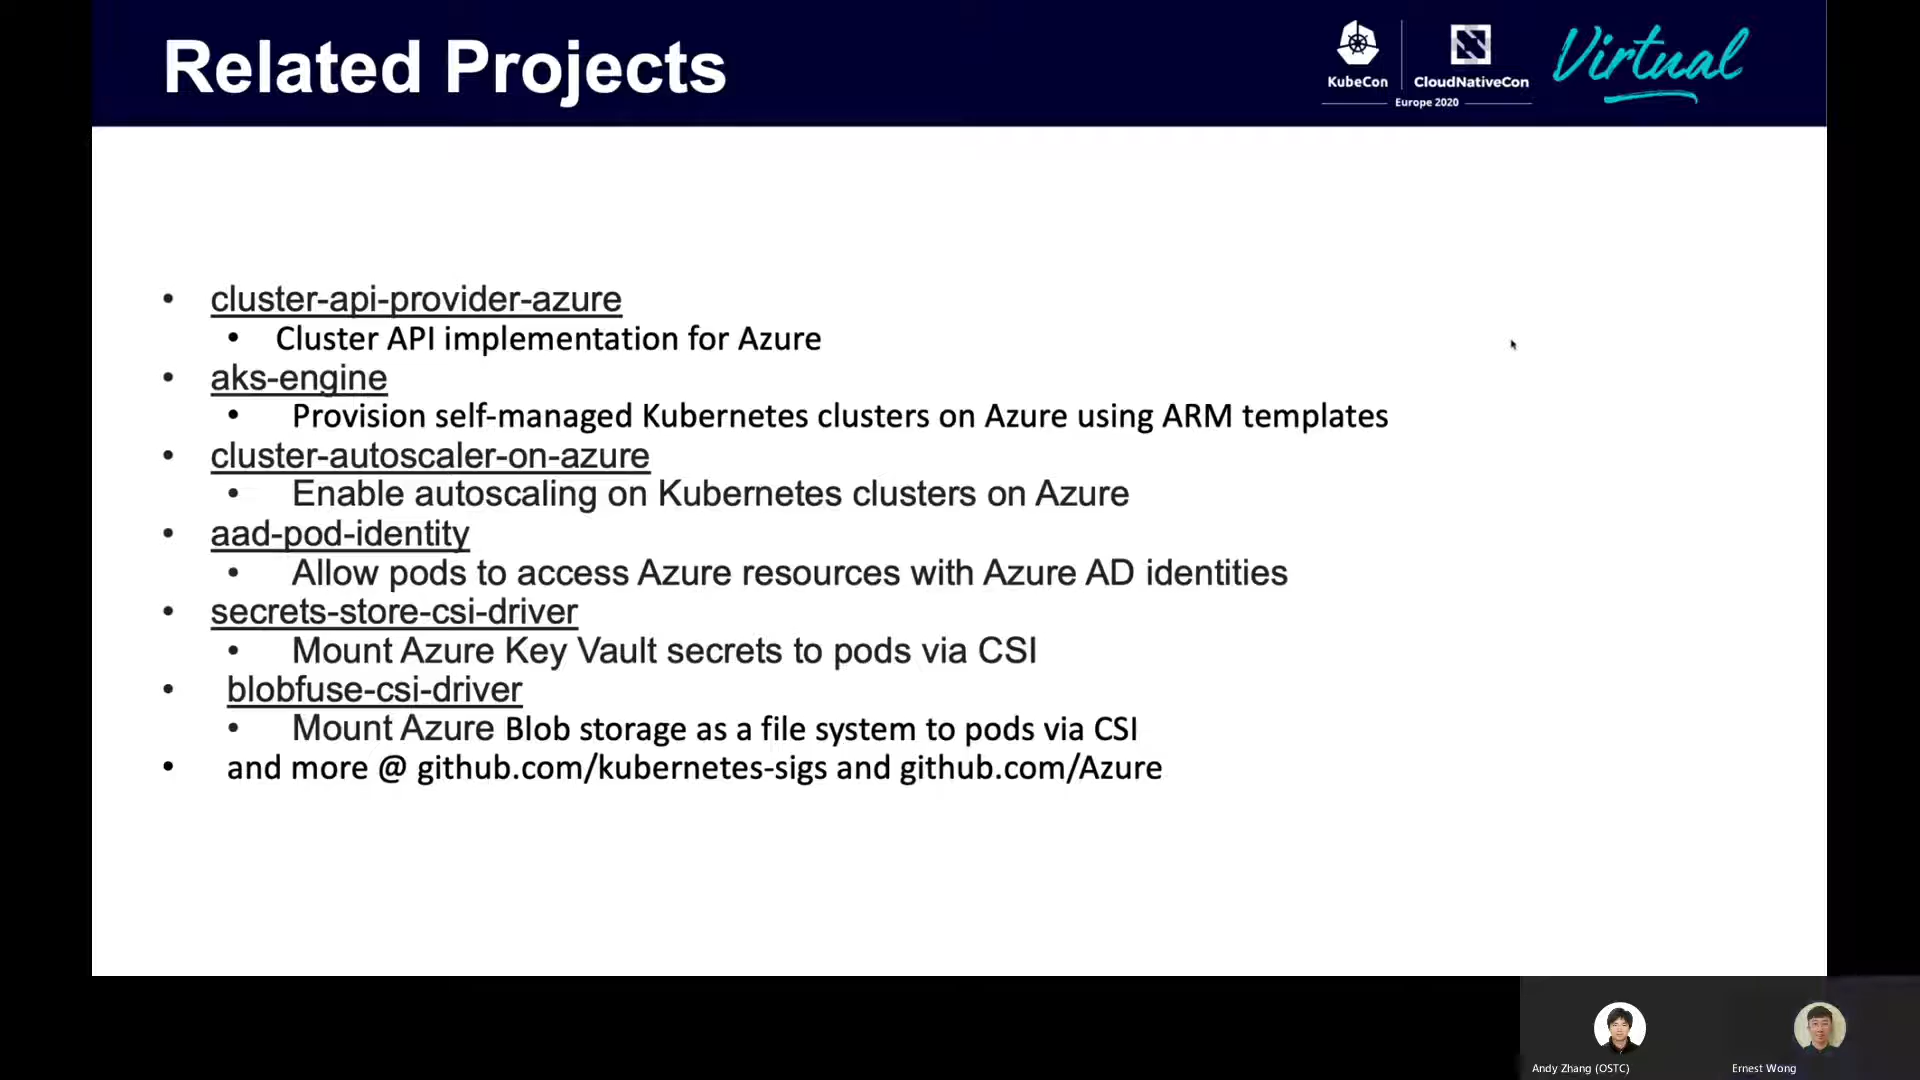 Related Projects
KubeCon
CloudNativeCon
Europe 2020
Virtual
• cluster-api-provider-azure
• Cluster API implementation for Azure
• aks-engine
• Provision self-managed Kubernetes clusters on Azure using ARM templates
• cluster-autoscaler-on-azure
• Enable autoscaling on Kubernetes clusters on Azure
• aad-pod-identity
• Allow pods to access Azure resources with Azure AD identities
• secrets-store-csi-driver
• Mount Azure Key Vault secrets to pods via CSI
• blobfuse-csi-driver
• Mount Azure Blob storage as a file system to pods via CSI
• and more @ github.com/kubernetes-sigs and github.com/Azure
Andy Zhang (OSTC)
Ernest Wong